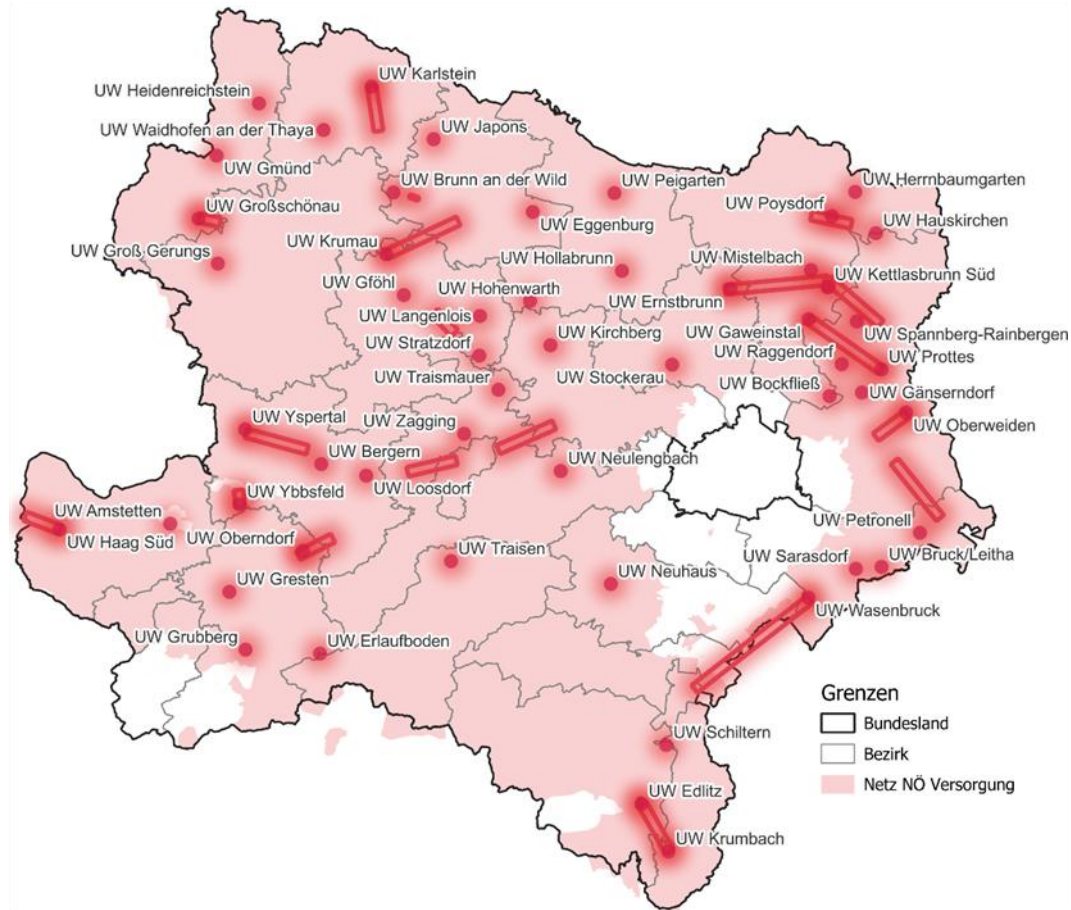 UW Karlstein
UW Heidenreichstein
UW Waidhofen an der Thaya
UW Japons
UW Gmünd
UW Brunn an der Wild
UW Peigarten
UW Herrnbaumgarten
UW Großschönau
UW Poysdorf
UW Eggenburg
UW Hauskirchen
UW Krumau
UW Groß Gerungs
UW Hollabrunn
UW Mistelbach
UW Kettlasbrunn Süd
UW Gföhl
UW Hohenwarth
UW Ernstbrunn
UW Langenlois
UW Kirchberg
UW Gaweinstal
UW Spannberg-Rainbergen
UW Stratzdorf
UW Raggendorf
UW Prottes
UW Traismauer
UW Stockerau
UW Bockfließ
UW Gänserndorf
UW Yspertal
UW Zagging
UW Oberweiden
UW Bergern
UW Neulengbach
UW Loosdorf
UW Ybbsfeld
UW Amstetten
UW Petronell
UW Haag Süd
UW Oberndorf
UW Traisen
UW Sarasdorf
UW Bruck/Leitha
UW Gresten
UW Neuhaus
UW Wasenbruck
UW Grubberg
UW Erlaufboden
Grenzen
Bundesland
Bezirk
Netz NÖ Versorgung
UW Schiltern
UW Edlitz
UW Krumbach